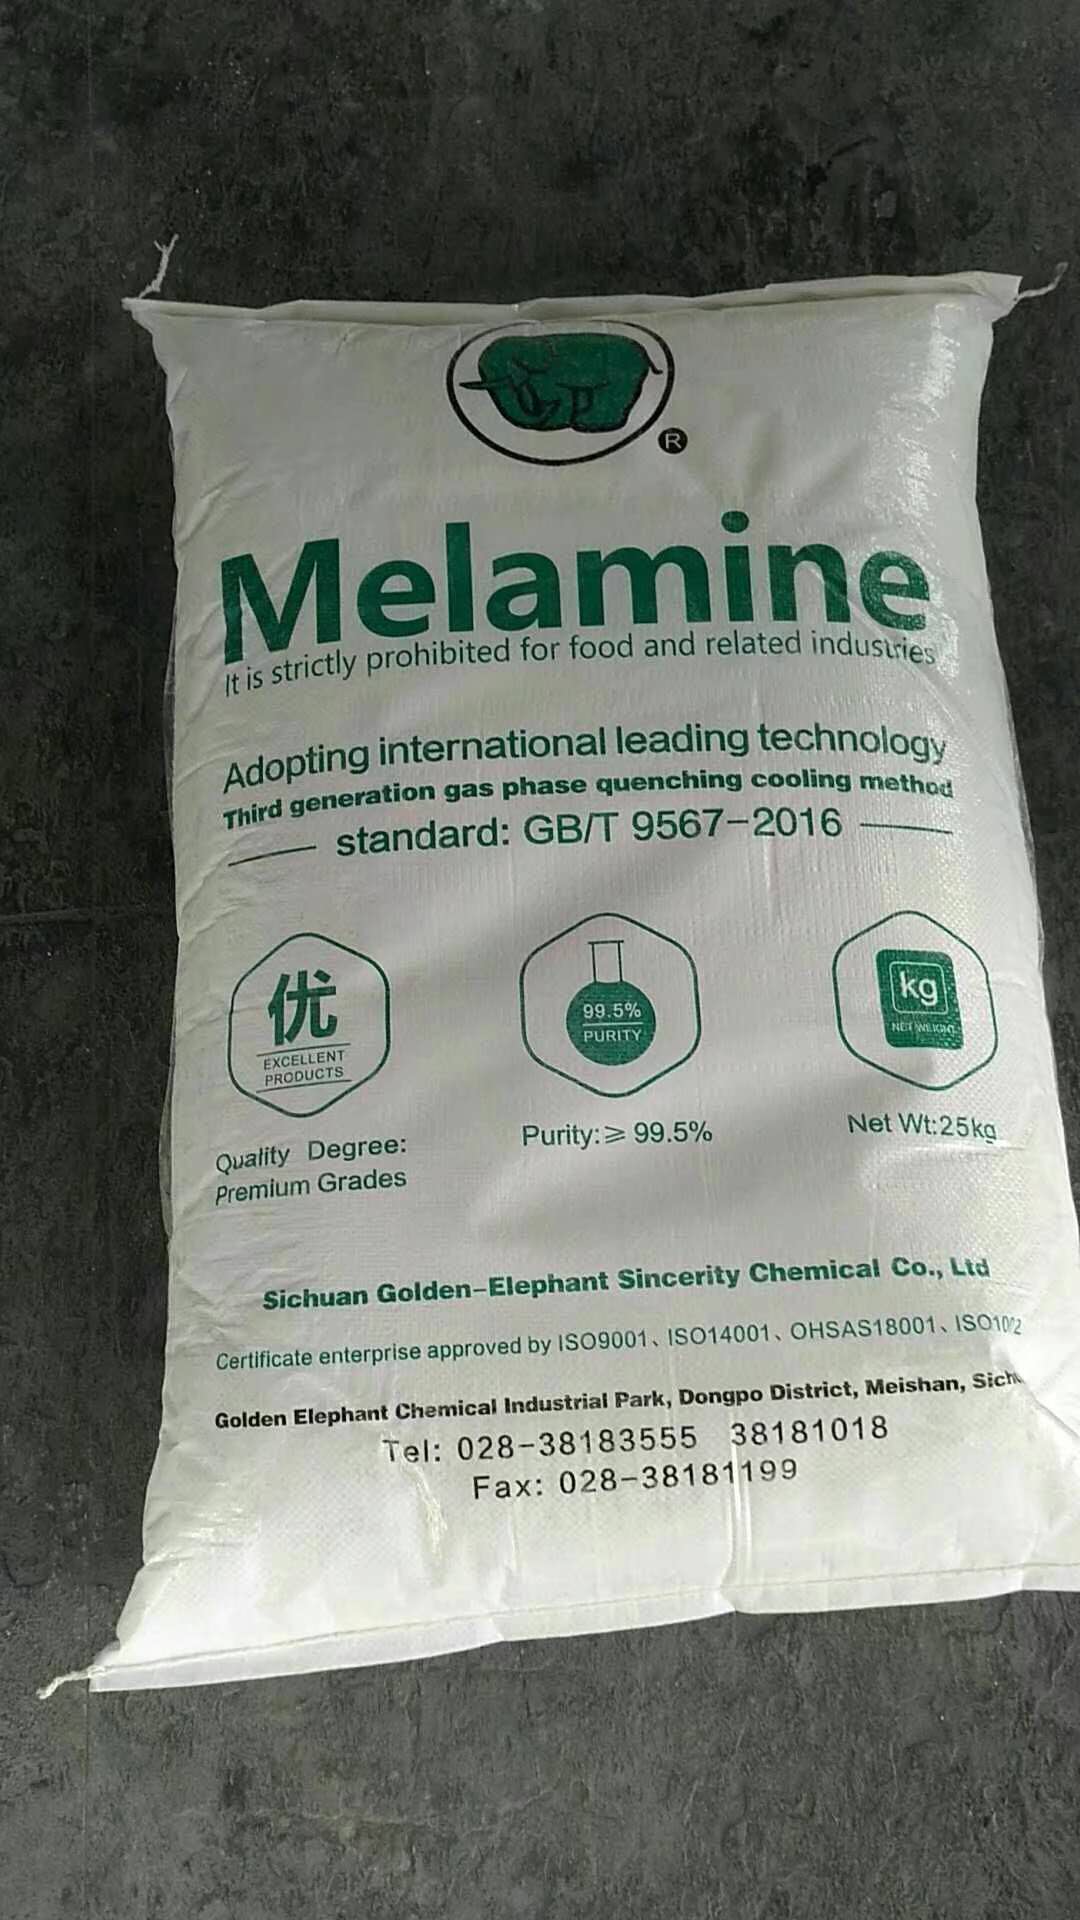 ®
Melamine
It is strictly prohibited for food and related industries
Adopting international leading technology
Third generation gas phase quenching cooling method
standard: GB/T 9567-2016
优
EXCELLENT
PRODUCTS
Quality Degree:
Premium Grades
99.5%
PURITY
Purity:≥ 99.5%
kg
NET WEIGHT
Net Wt:25kg
Sichuan Golden-Elephant Sincerity Chemical Co., Ltd
Certificate enterprise approved by ISO9001、ISO14001、OHSAS18001、
Golden Elephant Chemical Industrial Park, Dongpo District, Meishan,
Tel: 028-38183555 38181018
Fax: 028-38181199